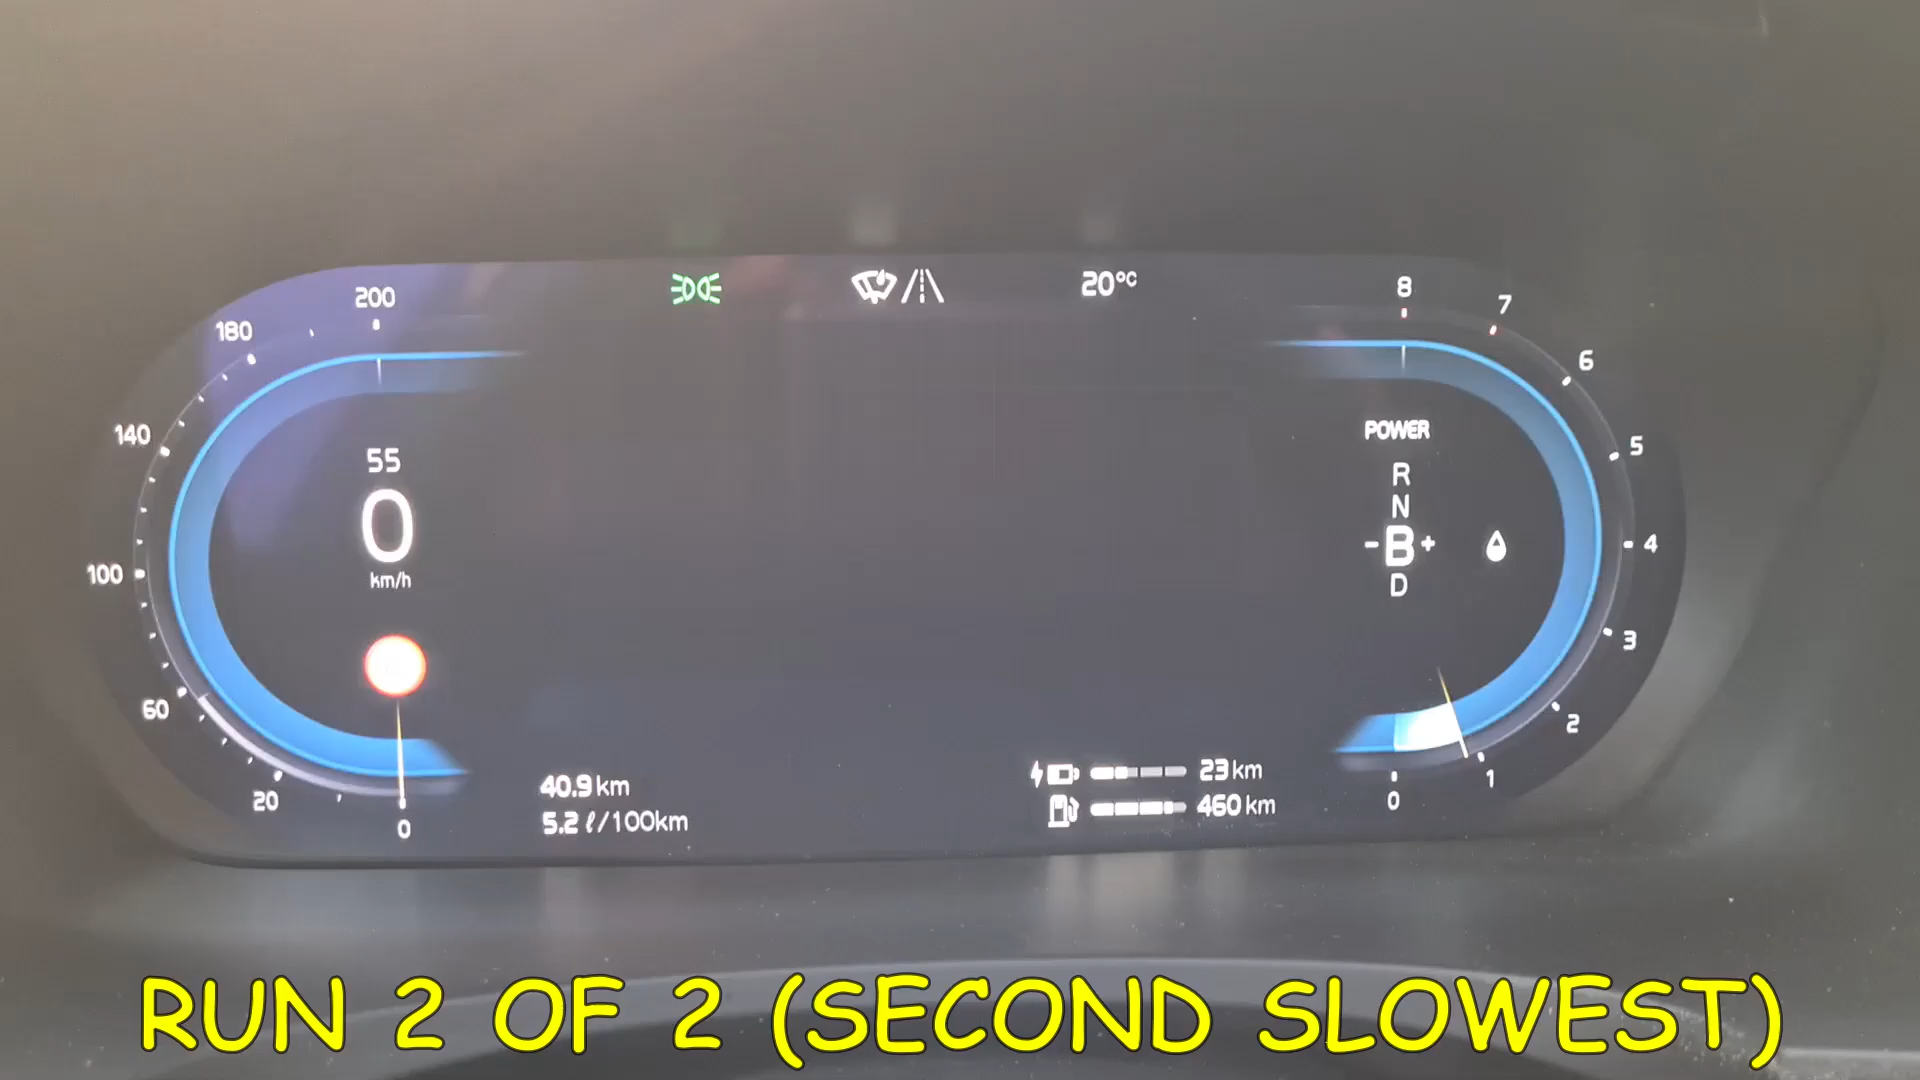 200
180
140
100
60
20
0
55
0
km/h
20°C
40.9 km
5.2 ℓ/100km
23 km
460 km
POWER
R
N
-B+
D
8
7
6
5
4
3
2
1
0
RUN 2 OF 2 (SECOND SLOWEST)